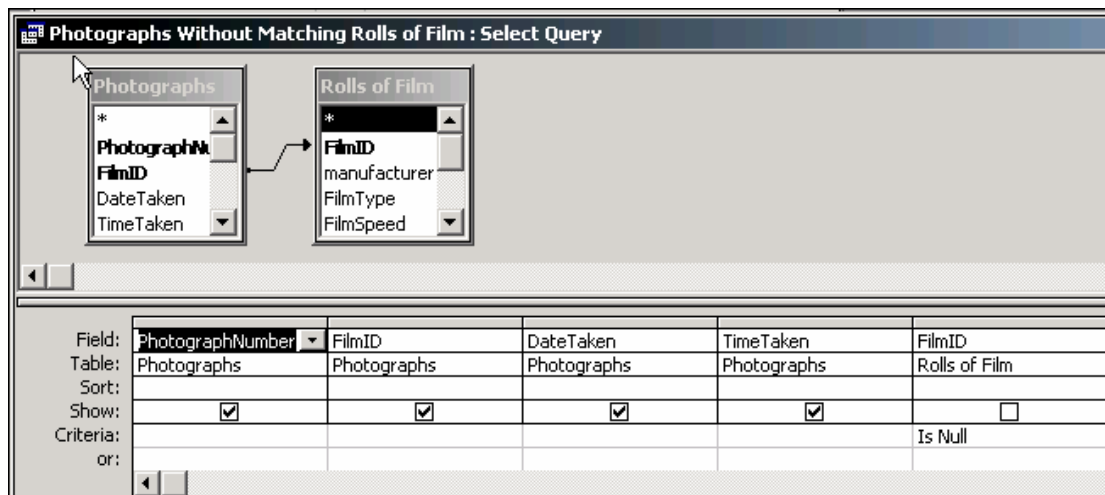 Photographs Without Matching Rolls of Film : Select Query
Photographs
*
PhotographNu
FilmID
DateTaken
TimeTaken
Rolls of Film
*
FilmID
manufacturer
FilmType
FilmSpeed
Field: PhotographNumber FilmID DateTaken TimeTaken FilmID
Table: Photographs Photographs Photographs Photographs Rolls of Film
Sort:
Show:
Criteria: Is Null
or: